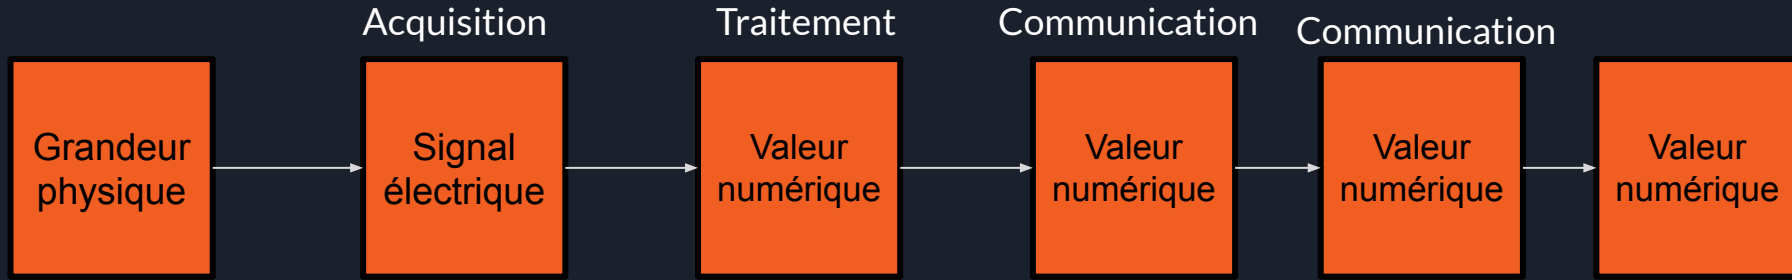 Acquisition
Traitement
Communication
Communication
Grandeur
physique
Signal
électrique
Valeur
numérique
Valeur
numérique
Valeur
numérique
Valeur
numérique